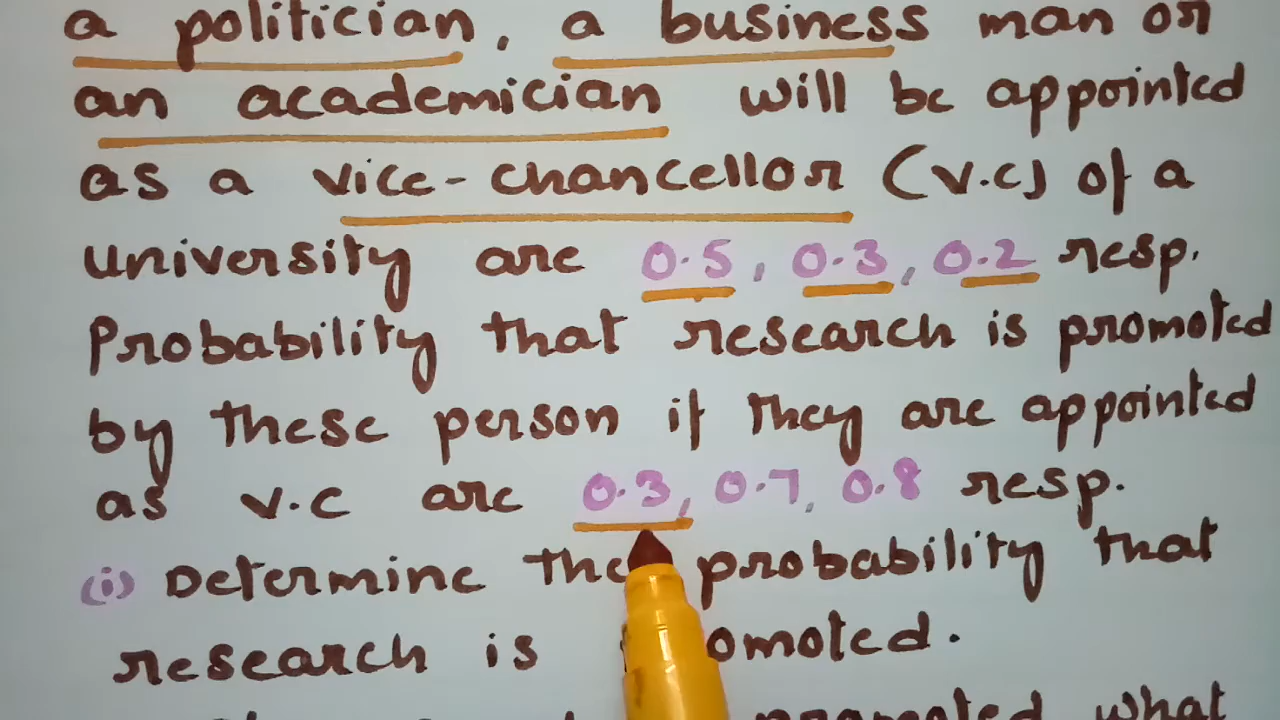 a politician, a business man or
an academician will be appointed
as a vice-chancellor (v.c) of a
university are 0.5, 0.3, 0.2 resp.
Probability that research is promoted
by these person if they are appointed
as v.c are 0.3, 0.7, 0.8 resp.
(i) Determine the probability that
research is omoted.
what